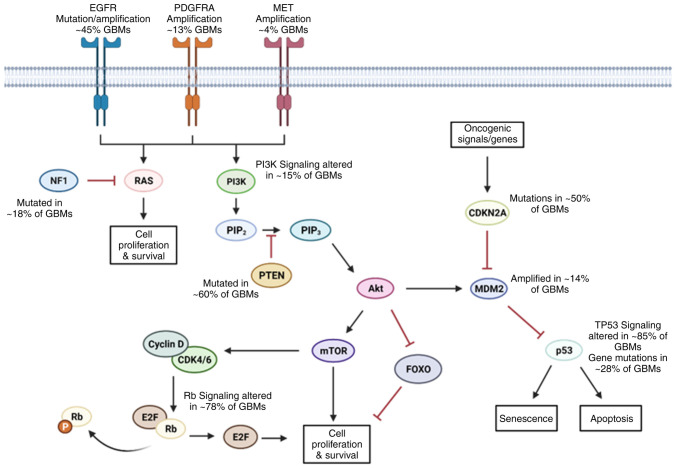 EGFR
Mutation/amplification
~45% GBMs
PDGFRA
Amplification
~13% GBMs
MET
Amplification
~4% GBMs
Oncogenic
signals/genes
NF1
RAS
PI3K
PI3K Signaling altered
in ~15% of GBMs
Mutated in
~18% of GBMs
CDKN2A
Mutations in ~50%
of GBMs
Cell
proliferation
& survival
PIP2
PIP3
PTEN
Mutated in
~60% of GBMs
Akt
MDM2
Amplified in ~14%
of GBMs
TP53 Signaling
altered in ~85% of
GBMs
Gene mutations in
~28% of GBMs
p53
Cyclin D
CDK4/6
mTOR
FOXO
Rb Signaling altered
in ~78% of GBMs
Rb
P
E2F
Rb
E2F
Cell
proliferation
& survival
Senescence
Apoptosis